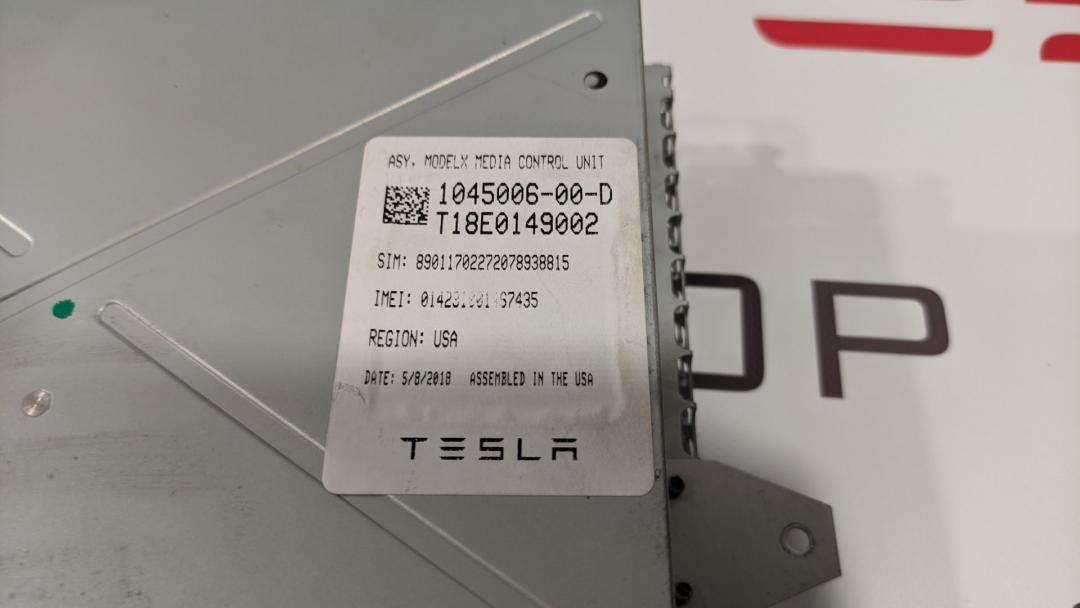 ASY, MODELX MEDIA CONTROL UNIT
1045006-00-D
T18E0149002
SIM: 89011702272078938815
IMEI:
REGION: USA
DATE: 5/8/2018 ASSEMBLED IN THE USA
TESLA
OP